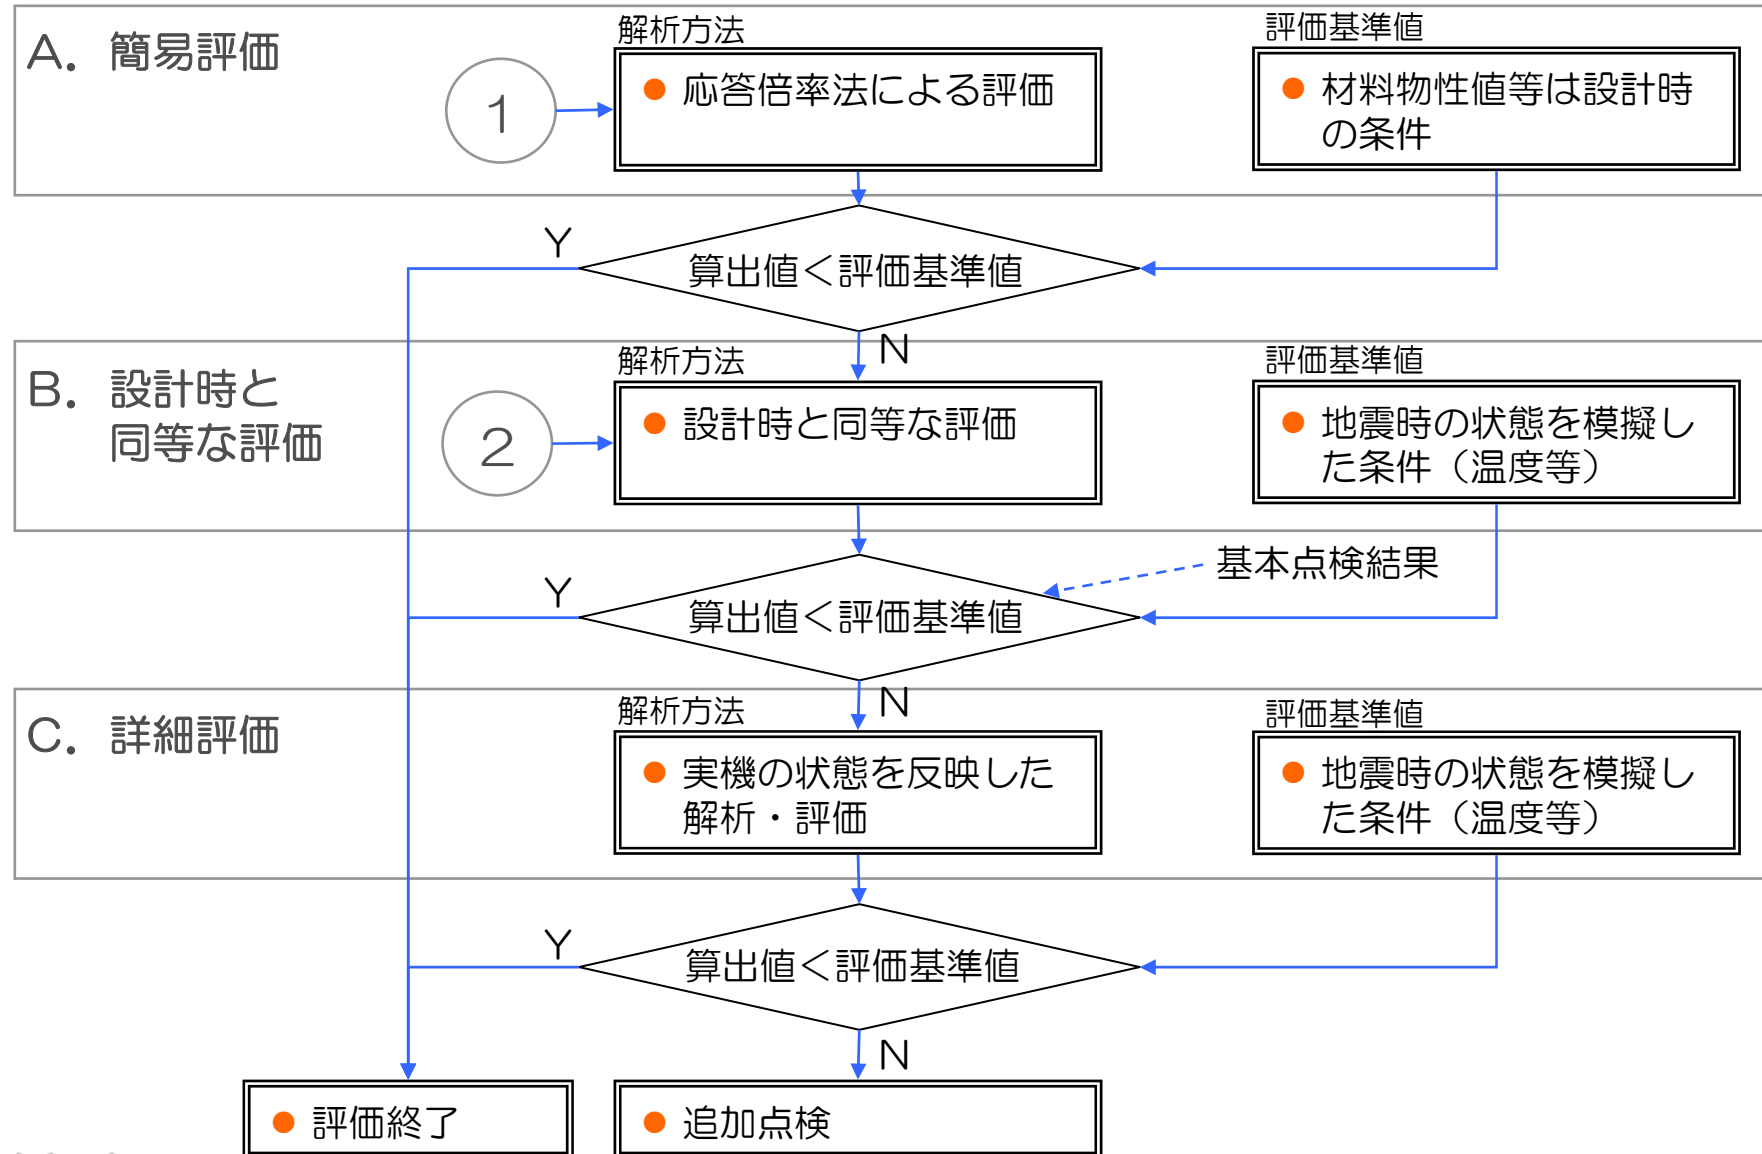 A. 簡易評価
解析方法
評価基準値
1
● 応答倍率法による評価
● 材料物性値等は設計時
の条件
Y
算出値＜評価基準値
N
B. 設計時と
同等な評価
解析方法
評価基準値
2
● 設計時と同等な評価
● 地震時の状態を模擬し
た条件（温度等）
基本点検結果
Y
算出値＜評価基準値
N
C. 詳細評価
解析方法
評価基準値
● 実機の状態を反映した
解析・評価
● 地震時の状態を模擬し
た条件（温度等）
Y
算出値＜評価基準値
N
● 評価終了
● 追加点検